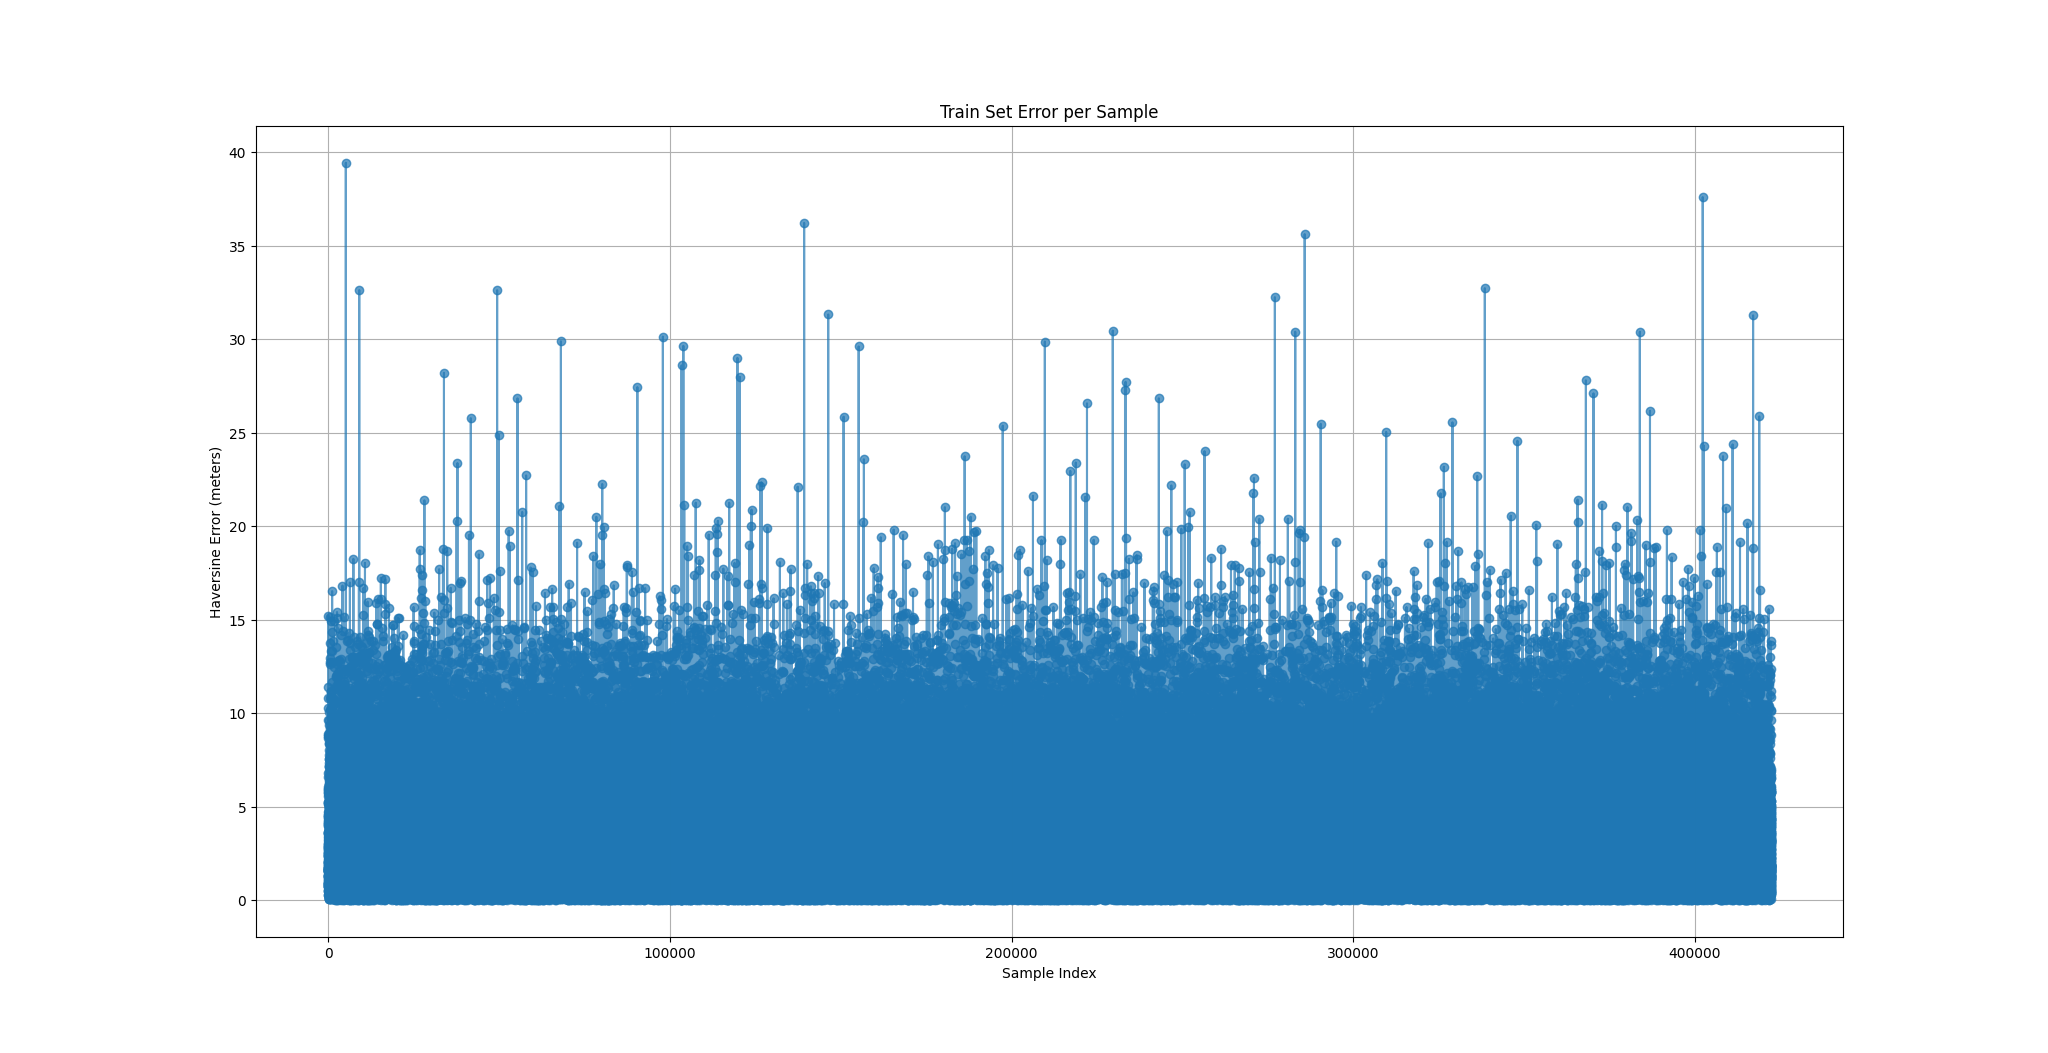 Train Set Error per Sample
40
35
30
25
20
15
10
5
0
Haversine Error (meters)
0 100000 200000 300000 400000
Sample Index